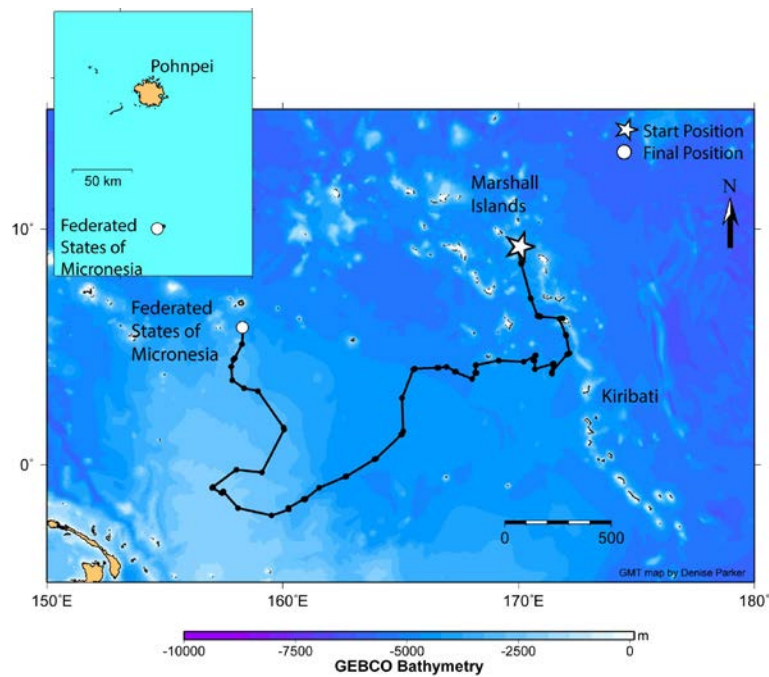 Pohnpei
50 km
Federated
States of
Micronesia
Start Position
Final Position
Marshall
Islands
N
10°
Federated
States of
Micronesia
Kiribati
0°
0
500
GMT map by Denise Parker
150°E
160°E
170°E
180°
-10000
-7500
-5000
-2500
0
m
GEBCO Bathymetry